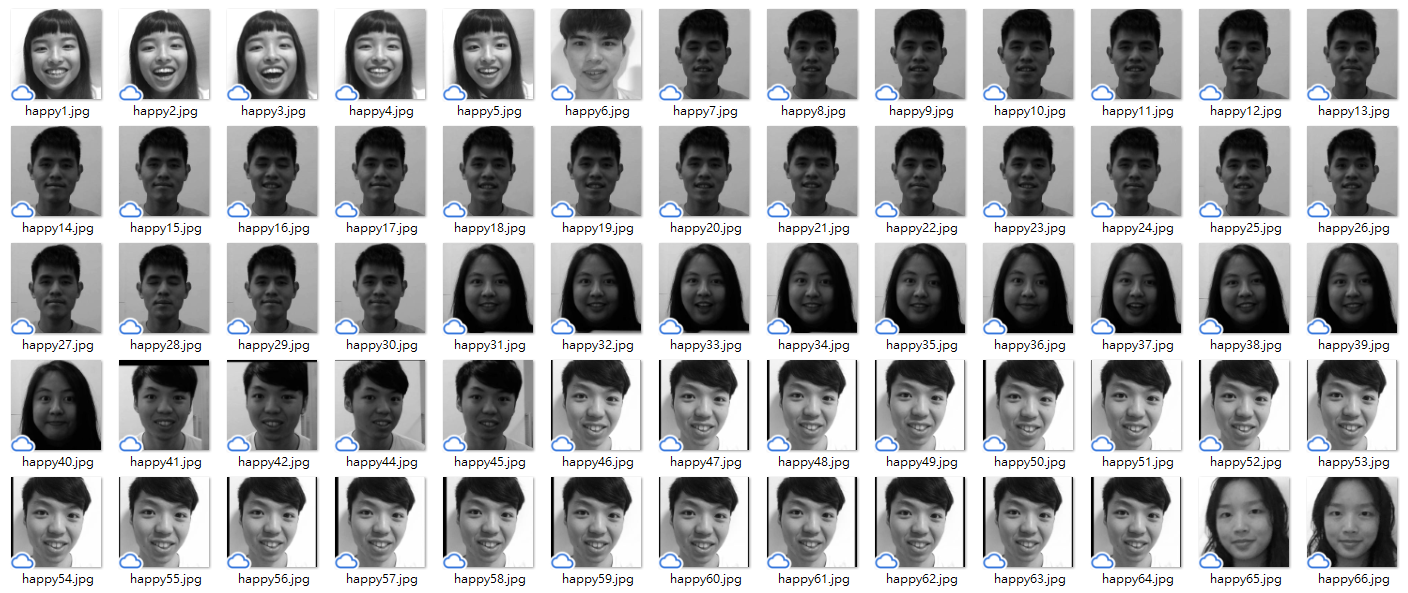 happy1.jpg happy2.jpg happy3.jpg happy4.jpg happy5.jpg happy6.jpg happy7.jpg happy8.jpg happy9.jpg happy10.jpg happy11.jpg happy12.jpg happy13.jpg
happy14.jpg happy15.jpg happy16.jpg happy17.jpg happy18.jpg happy19.jpg happy20.jpg happy21.jpg happy22.jpg happy23.jpg happy24.jpg happy25.jpg happy26.jpg
happy27.jpg happy28.jpg happy29.jpg happy30.jpg happy31.jpg happy32.jpg happy33.jpg happy34.jpg happy35.jpg happy36.jpg happy37.jpg happy38.jpg happy39.jpg
happy40.jpg happy41.jpg happy42.jpg happy44.jpg happy45.jpg happy46.jpg happy47.jpg happy48.jpg happy49.jpg happy50.jpg happy51.jpg happy52.jpg happy53.jpg
happy54.jpg happy55.jpg happy56.jpg happy57.jpg happy58.jpg happy59.jpg happy60.jpg happy61.jpg happy62.jpg happy63.jpg happy64.jpg happy65.jpg happy66.jpg